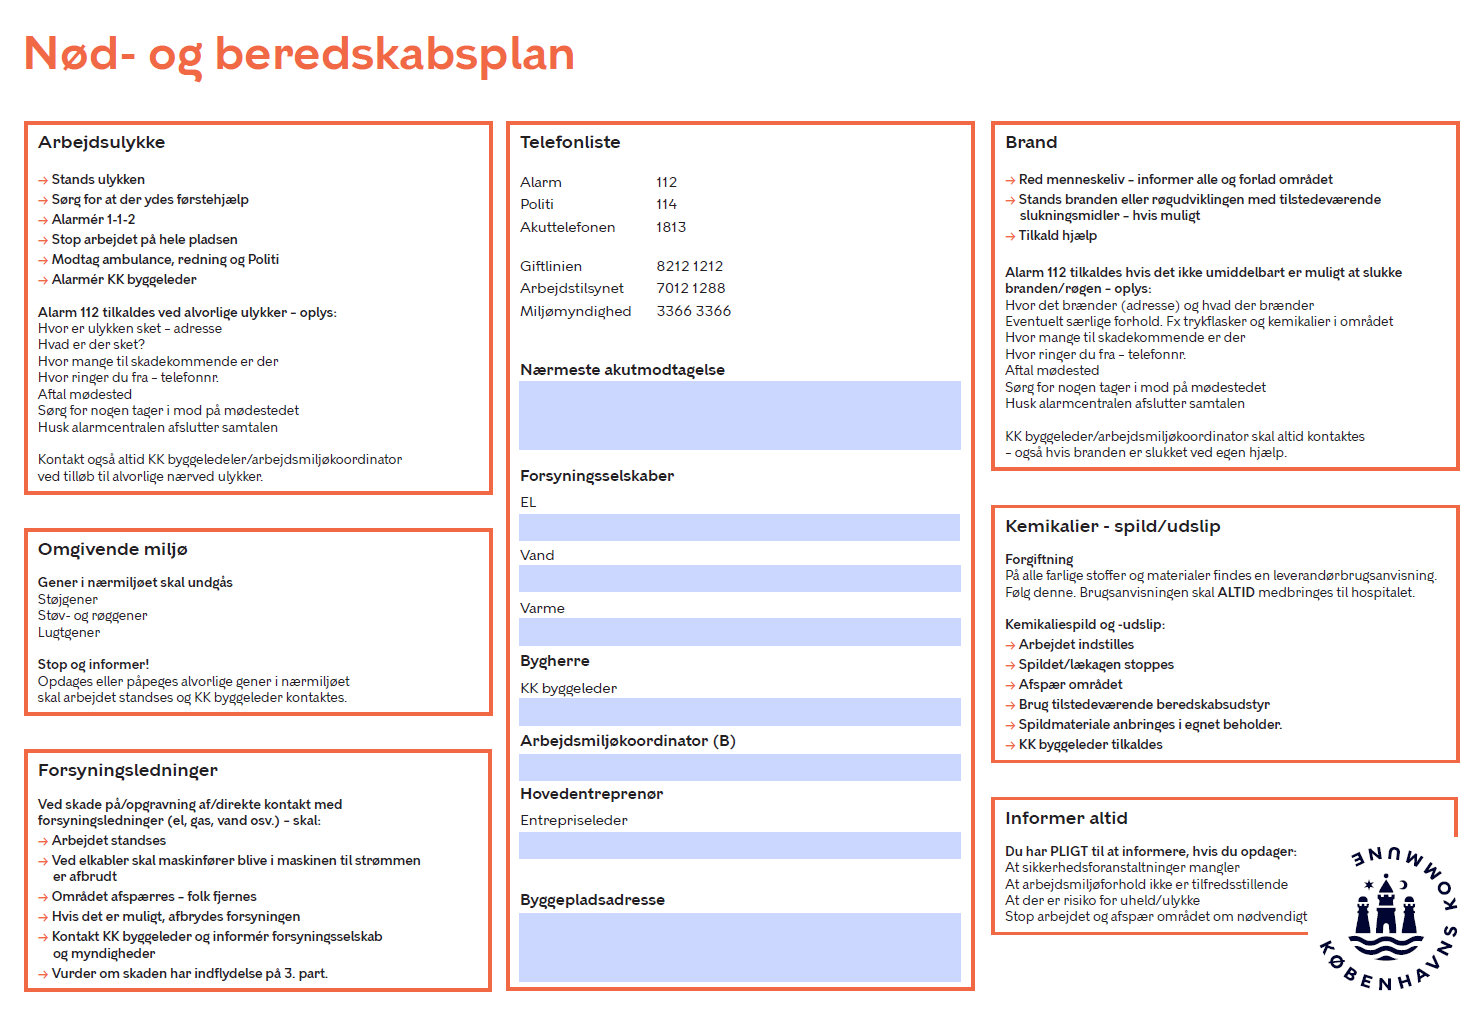 Nød- og beredskabsplan
Arbejdsulykke
→ Stands ulykken
→ Sørg for at der ydes førstehjælp
→ Alarmér 1-1-2
→ Stop arbejdet på hele pladsen
→ Modtag ambulance, redning og Politi
→ Alarmér KK byggeleder
Alarm 112 tilkaldes ved alvorlige ulykker – oplys:
Hvor er ulykken sket – adresse
Hvad er der sket?
Hvor mange til skadekommende er der
Hvor ringer du fra – telefonnr.
Aftal mødested
Sørg for nogen tager i mod på mødestedet
Husk alarmcentralen afslutter samtalen
Kontakt også altid KK byggeledeler/arbejdsmiljøkoordinator
ved tilløb til alvorlige nærved ulykker.
Omgivende miljø
Gener i nærmiljøet skal undgås
Støjgener
Støv- og røggener
Lugtgener
Stop og informer!
Opdages eller påpeges alvorlige gener i nærmiljøet
skal arbejdet standses og KK byggeleder kontaktes.
Forsyningsledninger
Ved skade på/opgravning af/direkte kontakt med
forsyningsledninger (el, gas, vand osv.) – skal:
→ Arbejdet standses
→ Ved elkabler skal maskinfører blive i maskinen til strømmen
er afbrudt
→ Området afspærres – folk fjernes
→ Hvis det er muligt, afbrydes forsyningen
→ Kontakt KK byggeleder og informér forsyningsselskab
og myndigheder
→ Vurder om skaden har indflydelse på 3. part.
Telefonliste
Alarm 112
Politi 114
Akuttelefonen 1813
Giftlinien 8212 1212
Arbejdstilsynet 7012 1288
Miljømyndighed 3366 3366
Nærmeste akutmodtagelse
Forsyningsselskaber
EL
Vand
Varme
Bygherre
KK byggeleder
Arbejdsmiljøkoordinator (B)
Hovedentreprenør
Entrepriseleder
Byggepladsadresse
Brand
→ Red menneskeliv – informer alle og forlad området
→ Stands branden eller røgudviklingen med tilstedeværende
slukningsmidler – hvis muligt
→ Tilkald hjælp
Alarm 112 tilkaldes hvis det ikke umiddelbart er muligt at slukke
branden/røgen – oplys:
Hvor det brænder (adresse) og hvad der brænder
Eventuelt særlige forhold. Fx trykflasker og kemikalier i området
Hvor mange til skadekommende er der
Hvor ringer du fra – telefonnr.
Aftal mødested
Sørg for nogen tager i mod på mødestedet
Husk alarmcentralen afslutter samtalen
KK byggeleder/arbejdsmiljøkoordinator skal altid kontaktes
– også hvis branden er slukket ved egen hjælp.
Kemikalier - spild/udslip
Forgiftning
På alle farlige stoffer og materialer findes en leverandørbrugsanvisning.
Følg denne. Brugsanvisningen skal ALTID medbringes til hospitalet.
Kemikaliespild og -udslip:
→ Arbejdet indstilles
→ Spildet/lækagen stoppes
→ Afspær området
→ Brug tilstedeværende beredskabsudstyr
→ Spildmateriale anbringes i egnet beholder.
→ KK byggeleder tilkaldes
Informer altid
Du har PLIGT til at informere, hvis du opdager:
At sikkerhedsforanstaltninger mangler
At arbejdsmiljøforhold ikke er tilfredsstillende
At der er risiko for uheld/ulykke
Stop arbejdet og afspær området om nødvendigt
KØBENHAVNS KOMMUNE